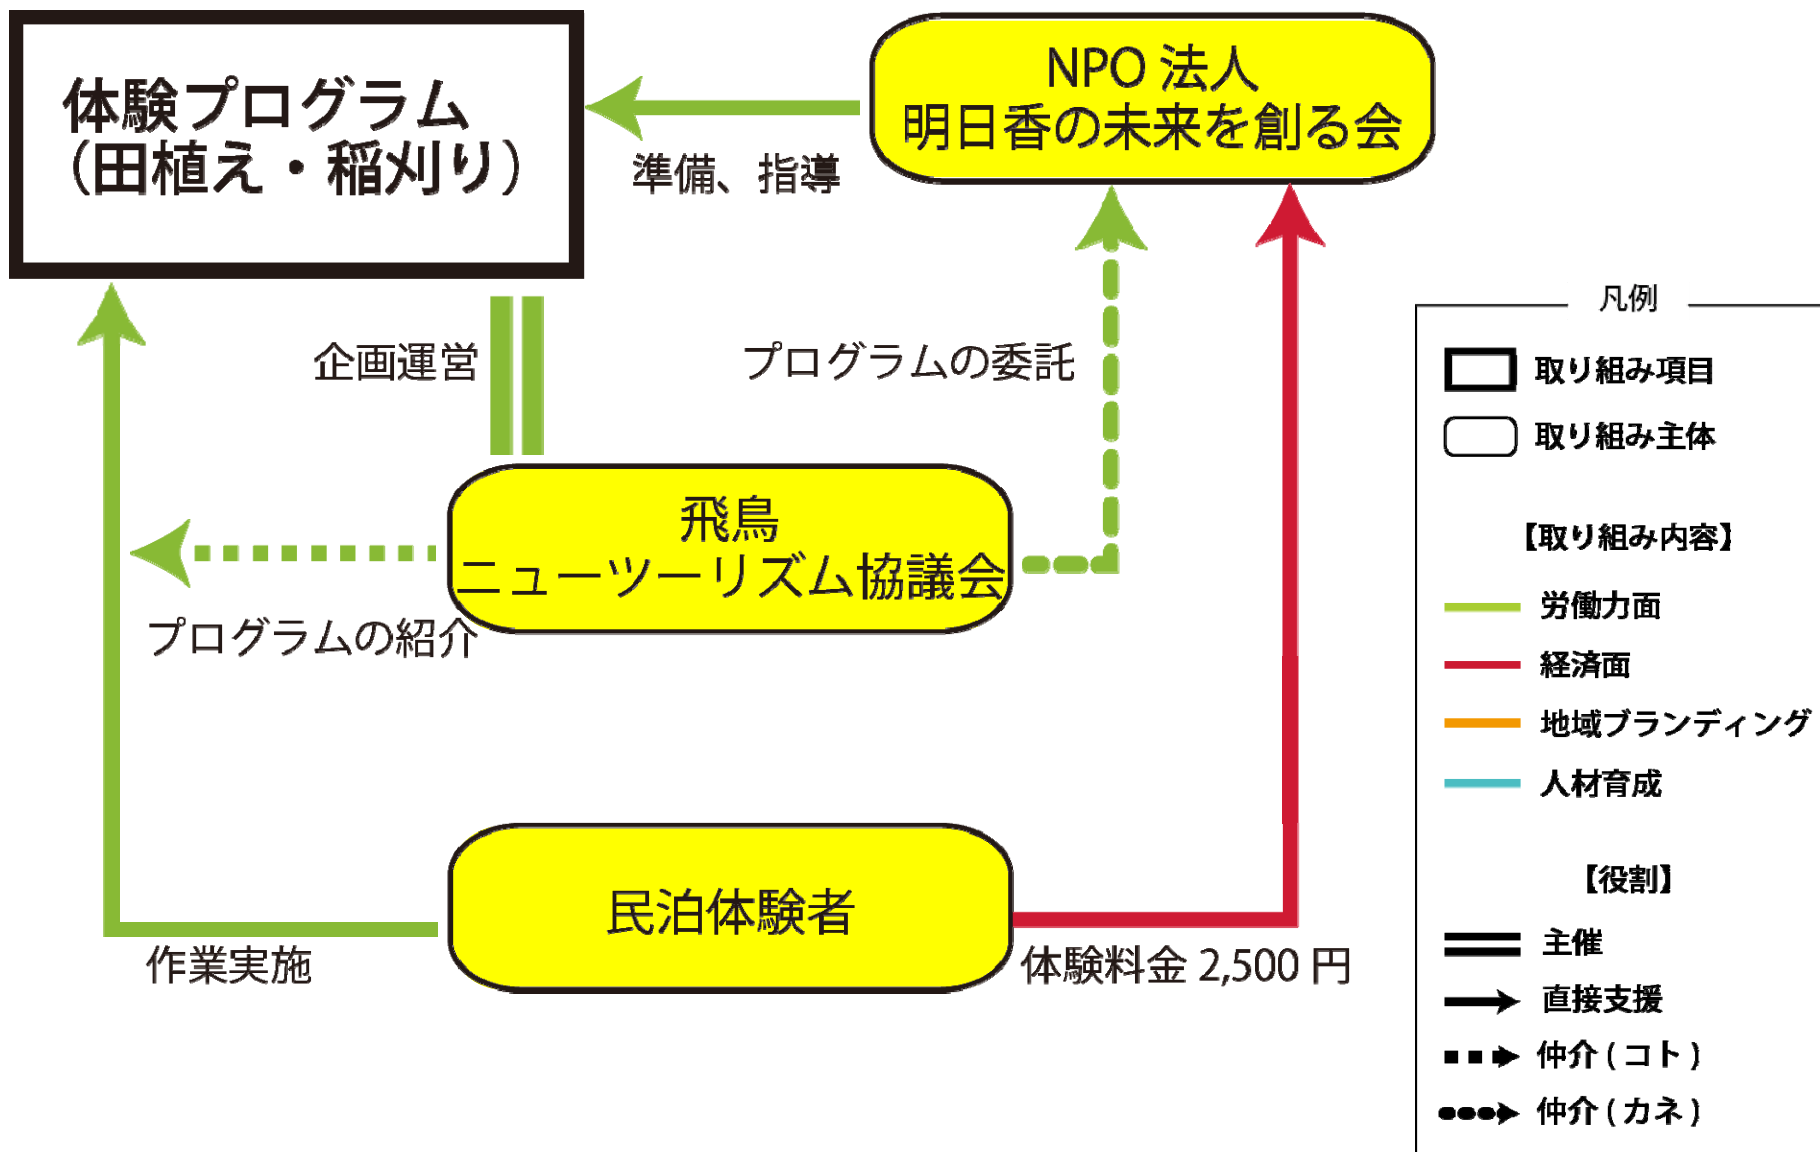 体験プログラム
（田植え・稲刈り）
NPO 法人
明日香の未来を創る会
準備、指導
企画運営
プログラムの委託
飛鳥
ニューツーリズム協議会
プログラムの紹介
民泊体験者
作業実施
体験料金 2,500 円
凡例
取り組み項目
取り組み主体
【取り組み内容】
労働力面
経済面
地域ブランディング
人材育成
【役割】
主催
直接支援
仲介 ( コト )
仲介 ( カネ )